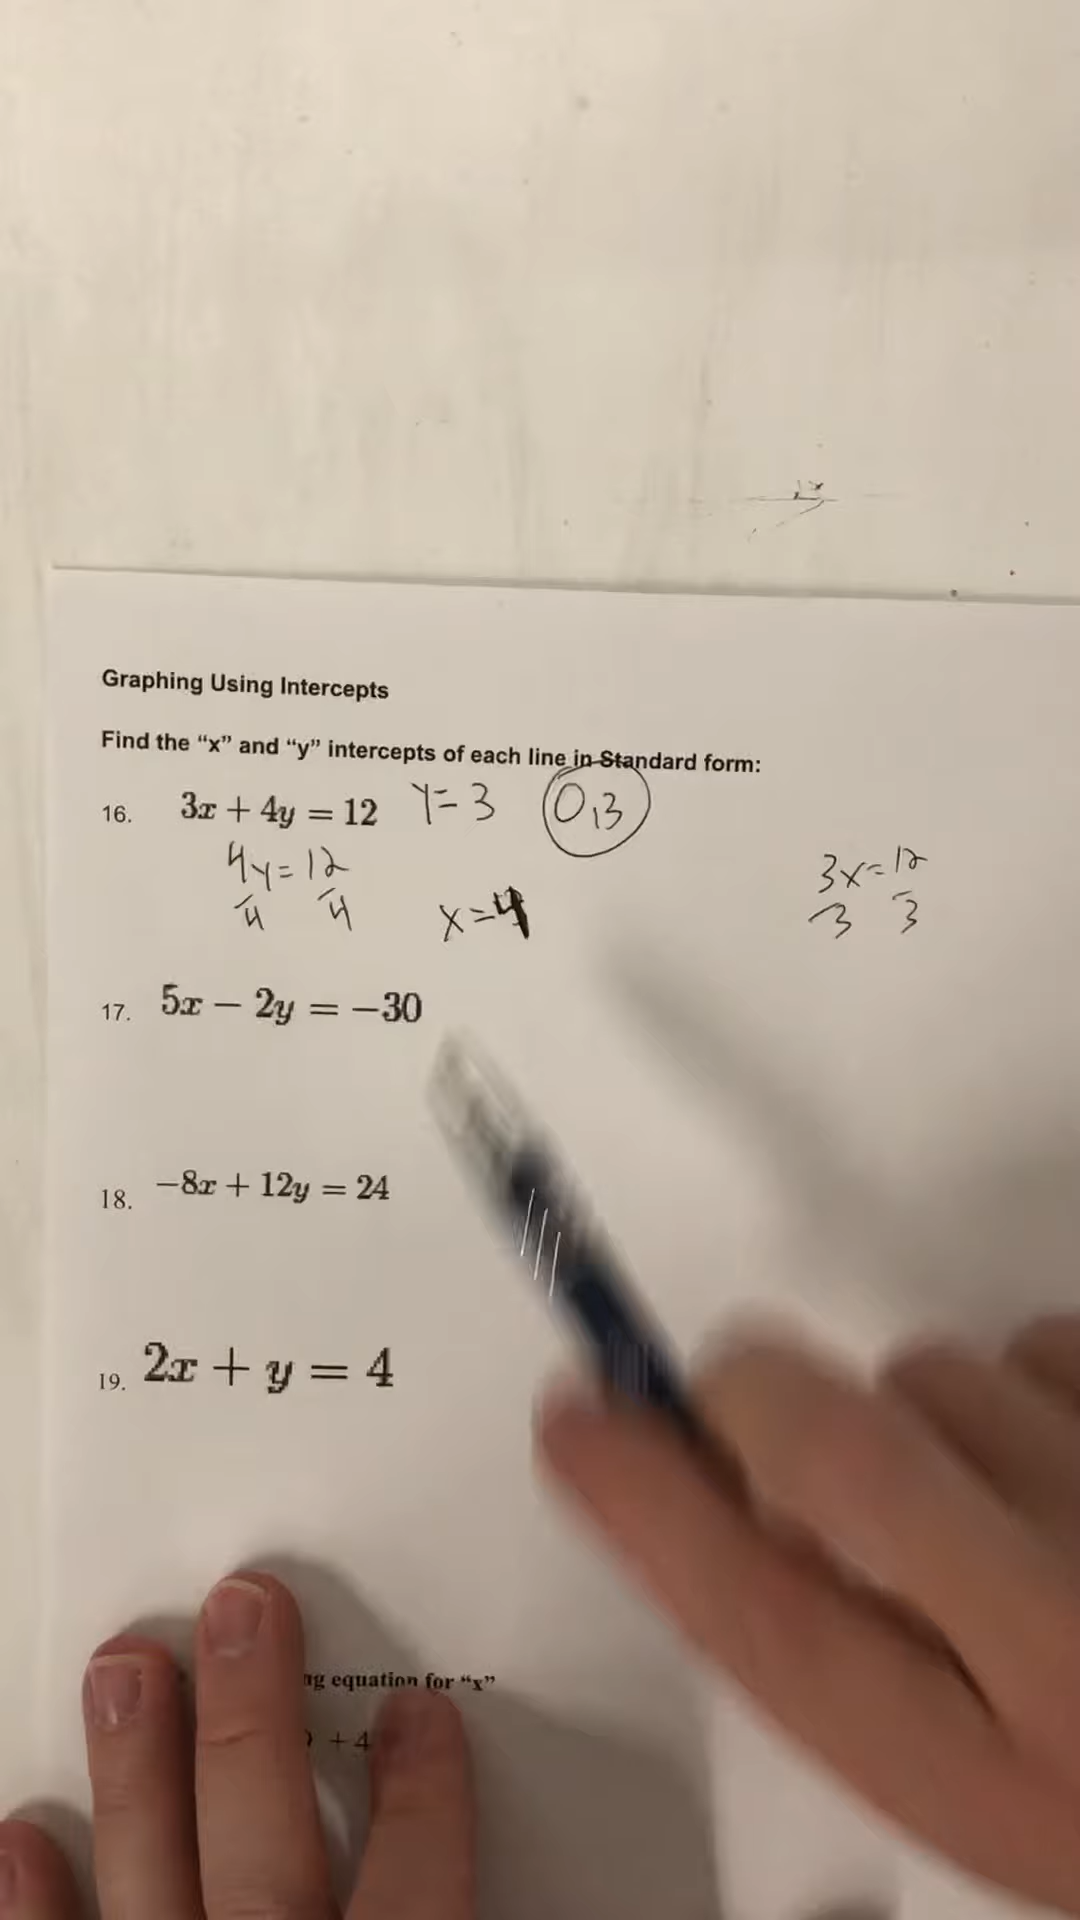 Graphing Using Intercepts
Find the “x” and “y” intercepts of each line in Standard form:
16. 3x + 4y = 12 Y = 3 0,3
4y = 12 3x = 12
4 4 x = 4 3 3
17. 5x − 2y = −30
18. −8x + 12y = 24
19. 2x + y = 4
equation for “x”
+ 4